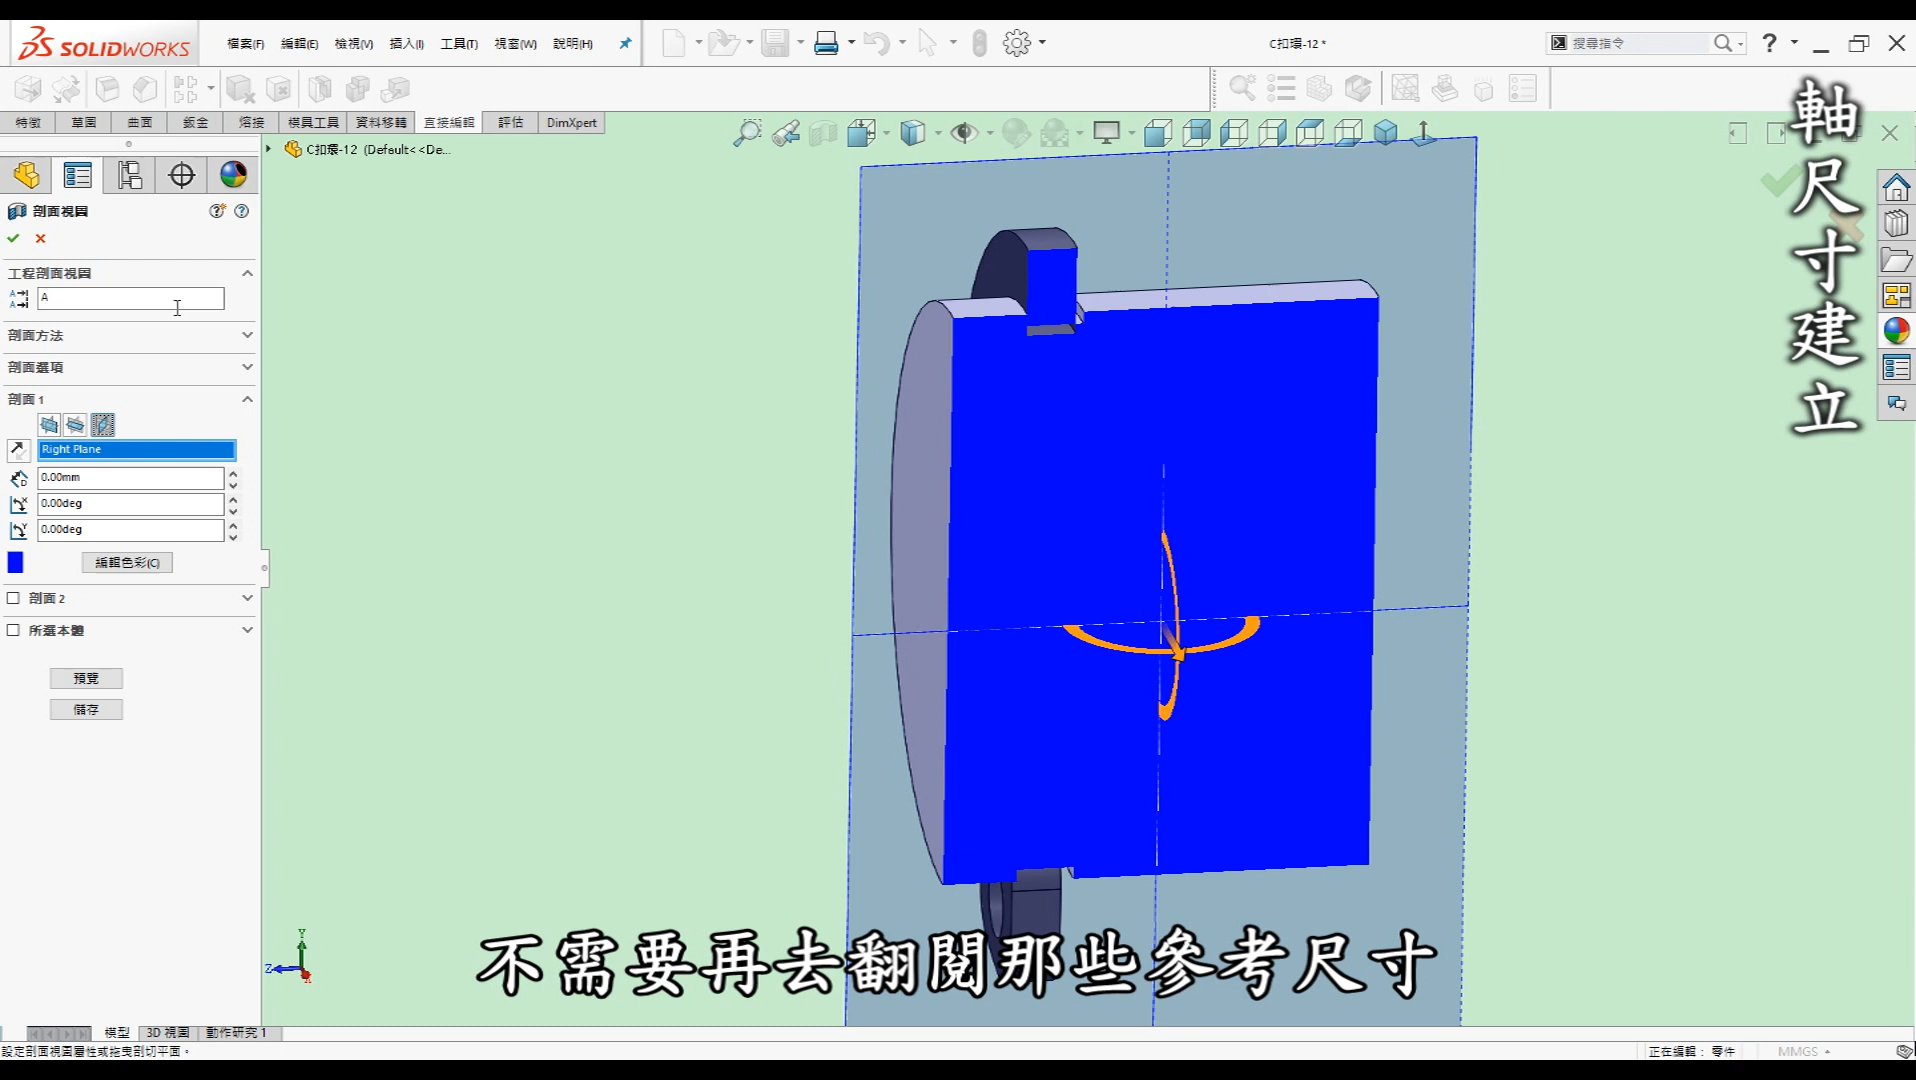 SOLIDWORKS
檔案(F) 編輯(E) 檢視(V) 插入(I) 工具(T) 視窗(W) 說明(H)
C扣環-12 *
搜尋指令
特徵 草圖 曲面 鈑金 熔接 模具工具 資料移轉 直接編輯 評估 DimXpert
C扣環-12 (Default<<De...
剖面視圖
工程剖面視圖
A
剖面方法
剖面選項
剖面 1
Right Plane
0.00mm
0.00deg
0.00deg
編輯色彩(C)
剖面 2
所選本體
預覽
儲存
軸尺寸建立
不需要再去翻閱那些參考尺寸
Y
Z
模型 3D 視圖 動作研究 1
設定剖面視圖屬性或拖曳剖切平面。
正在編輯： 零件
MMGS